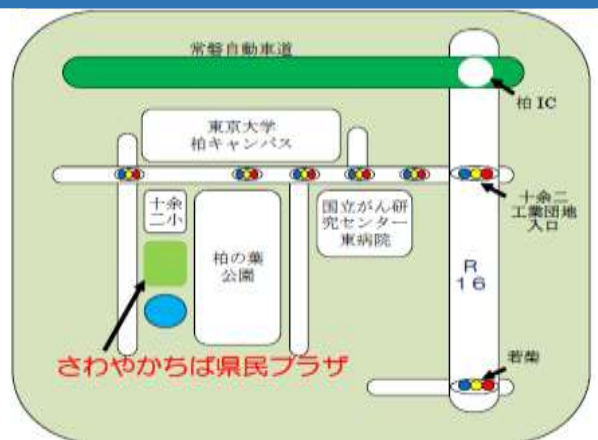 常磐自動車道
柏 IC
東京大学
柏キャンパス
十余二
工業団地
入口
十余
二小
柏の葉
公園
国立がん研
究センター
東病院
R
16
さわやかちば県民プラザ
若柴